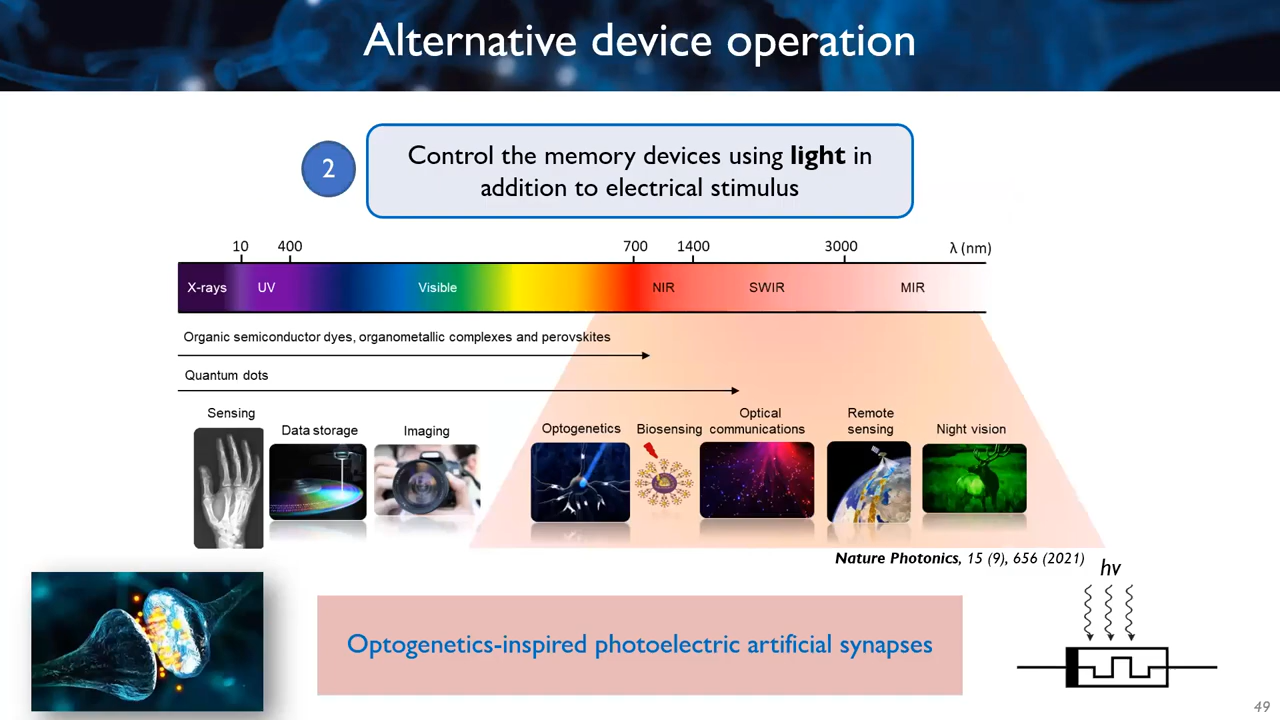 Alternative device operation
2
Control the memory devices using light in
addition to electrical stimulus
10 400 700 1400 3000 λ (nm)
X-rays UV Visible NIR SWIR MIR
Organic semiconductor dyes, organometallic complexes and perovskites
Quantum dots
Sensing
Data storage
Imaging
Optogenetics
Biosensing
Optical
communications
Remote
sensing
Night vision
Nature Photonics, 15 (9), 656 (2021)
hν
Optogenetics-inspired photoelectric artificial synapses
49